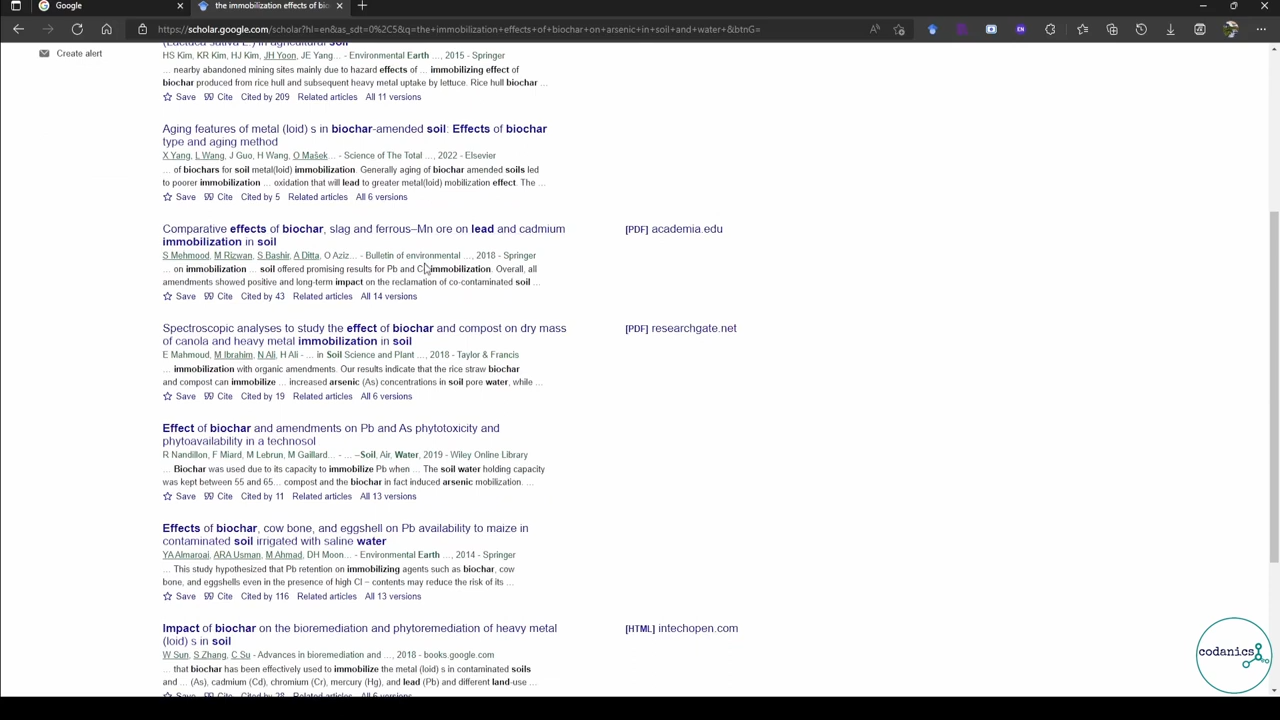 Google
the immobilization effects of bio
https://scholar.google.com/scholar?hl=en&as_sdt=0%2C5&q=the+immobilization+effects+of+biochar+on+arsenic+in+soil+and+water+&btnG=
Create alert
(Lactuca sativa L.) in agricultural soil
HS Kim, KR Kim, HJ Kim, JH Yoon, JE Yang… - Environmental Earth …, 2015 - Springer
… nearby abandoned mining sites mainly due to hazard effects of … immobilizing effect of
biochar produced from rice hull and subsequent heavy metal uptake by lettuce. Rice hull biochar …
Save Cite Cited by 209 Related articles All 11 versions
Aging features of metal (loid) s in biochar-amended soil: Effects of biochar
type and aging method
X Yang, L Wang, J Guo, H Wang, O Mašek… - Science of The Total …, 2022 - Elsevier
… of biochars for soil metal(loid) immobilization. Generally aging of biochar amended soils led
to poorer immobilization … oxidation that will lead to greater metal(loid) mobilization effect. The …
Save Cite Cited by 5 Related articles All 6 versions
Comparative effects of biochar, slag and ferrous–Mn ore on lead and cadmium
immobilization in soil
[PDF] academia.edu
S Mehmood, M Rizwan, S Bashir, A Ditta, O Aziz… - Bulletin of environmental …, 2018 - Springer
… on immobilization … soil offered promising results for Pb and immobilization. Overall, all
amendments showed positive and long-term impact on the reclamation of co-contaminated soil …
Save Cite Cited by 43 Related articles All 14 versions
Spectroscopic analyses to study the effect of biochar and compost on dry mass
of canola and heavy metal immobilization in soil
[PDF] researchgate.net
E Mahmoud, M Ibrahim, N Ali, H Ali - … in Soil Science and Plant …, 2018 - Taylor & Francis
… immobilization with organic amendments. Our results indicate that the rice straw biochar
and compost can immobilize … increased arsenic (As) concentrations in soil pore water, while …
Save Cite Cited by 19 Related articles All 6 versions
Effect of biochar and amendments on Pb and As phytotoxicity and
phytoavailability in a technosol
R Nandillon, F Miard, M Lebrun, M Gaillard… - … –Soil, Air, Water, 2019 - Wiley Online Library
… Biochar was used due to its capacity to immobilize Pb when … The soil water holding capacity
was kept between 55 and 65… compost and the biochar in fact induced arsenic mobilization. …
Save Cite Cited by 11 Related articles All 13 versions
Effects of biochar, cow bone, and eggshell on Pb availability to maize in
contaminated soil irrigated with saline water
YA Almaroai, ARA Usman, M Ahmad, DH Moon… - Environmental Earth …, 2014 - Springer
… This study hypothesized that Pb retention on immobilizing agents such as biochar, cow
bone, and eggshells even in the presence of high Cl − contents may reduce the risk of its …
Save Cite Cited by 116 Related articles All 13 versions
Impact of biochar on the bioremediation and phytoremediation of heavy metal
(loid) s in soil
[HTML] intechopen.com
W Sun, S Zhang, C Su - Advances in bioremediation and …, 2018 - books.google.com
… that biochar has been effectively used to immobilize the metal (loid) s in contaminated soils
and … (As), cadmium (Cd), chromium (Cr), mercury (Hg), and lead (Pb) and different land-use …
Save Cite Cited by 28 Related articles All 6 versions
codanics